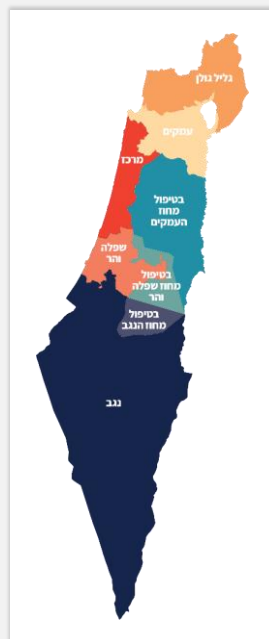 גליל גולן
עמקים
מרכז
בטיפול
מחוז
העמקים
שפלה
והר
בטיפול
מחוז שפלה
והר
בטיפול
מחוז הנגב
נגב